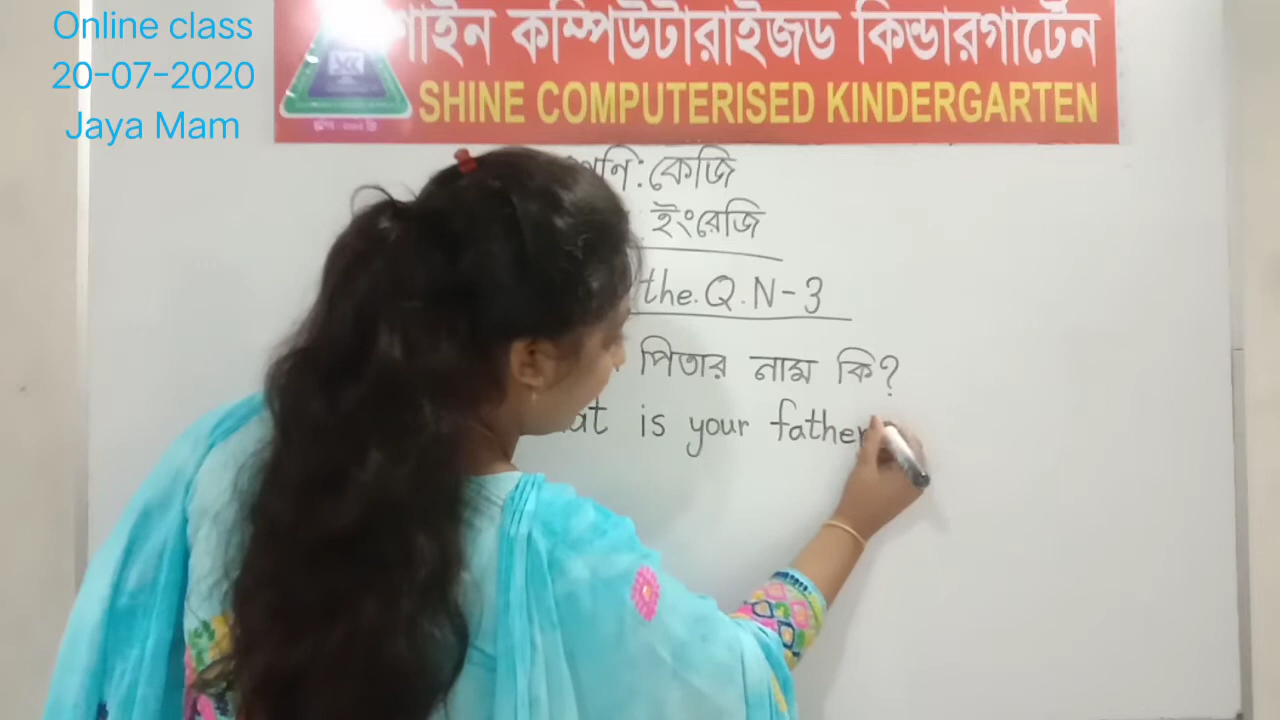 Online class
20-07-2020
Jaya Mam
শাইন কম্পিউটারাইজড কিন্ডারগার্টেন
SHINE COMPUTERISED KINDERGARTEN
কেজি
ইংরেজি
the.Q.N-3
পিতার নাম কি?
is your father